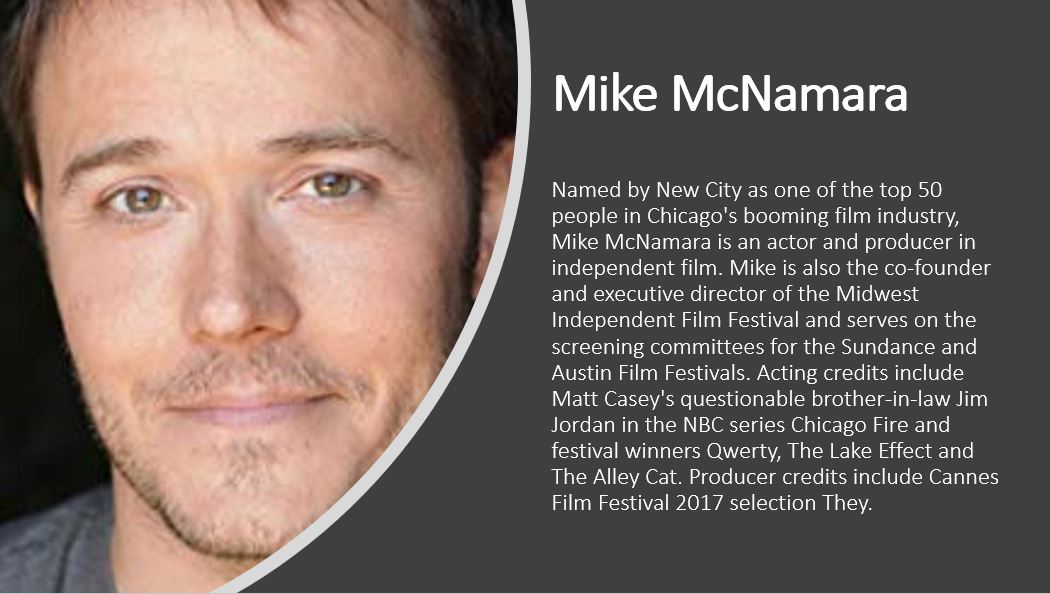 Mike McNamara
Named by New City as one of the top 50
people in Chicago's booming film industry,
Mike McNamara is an actor and producer in
independent film. Mike is also the co-founder
and executive director of the Midwest
Independent Film Festival and serves on the
screening committees for the Sundance and
Austin Film Festivals. Acting credits include
Matt Casey's questionable brother-in-law Jim
Jordan in the NBC series Chicago Fire and
festival winners Qwerty, The Lake Effect and
The Alley Cat. Producer credits include Cannes
Film Festival 2017 selection They.